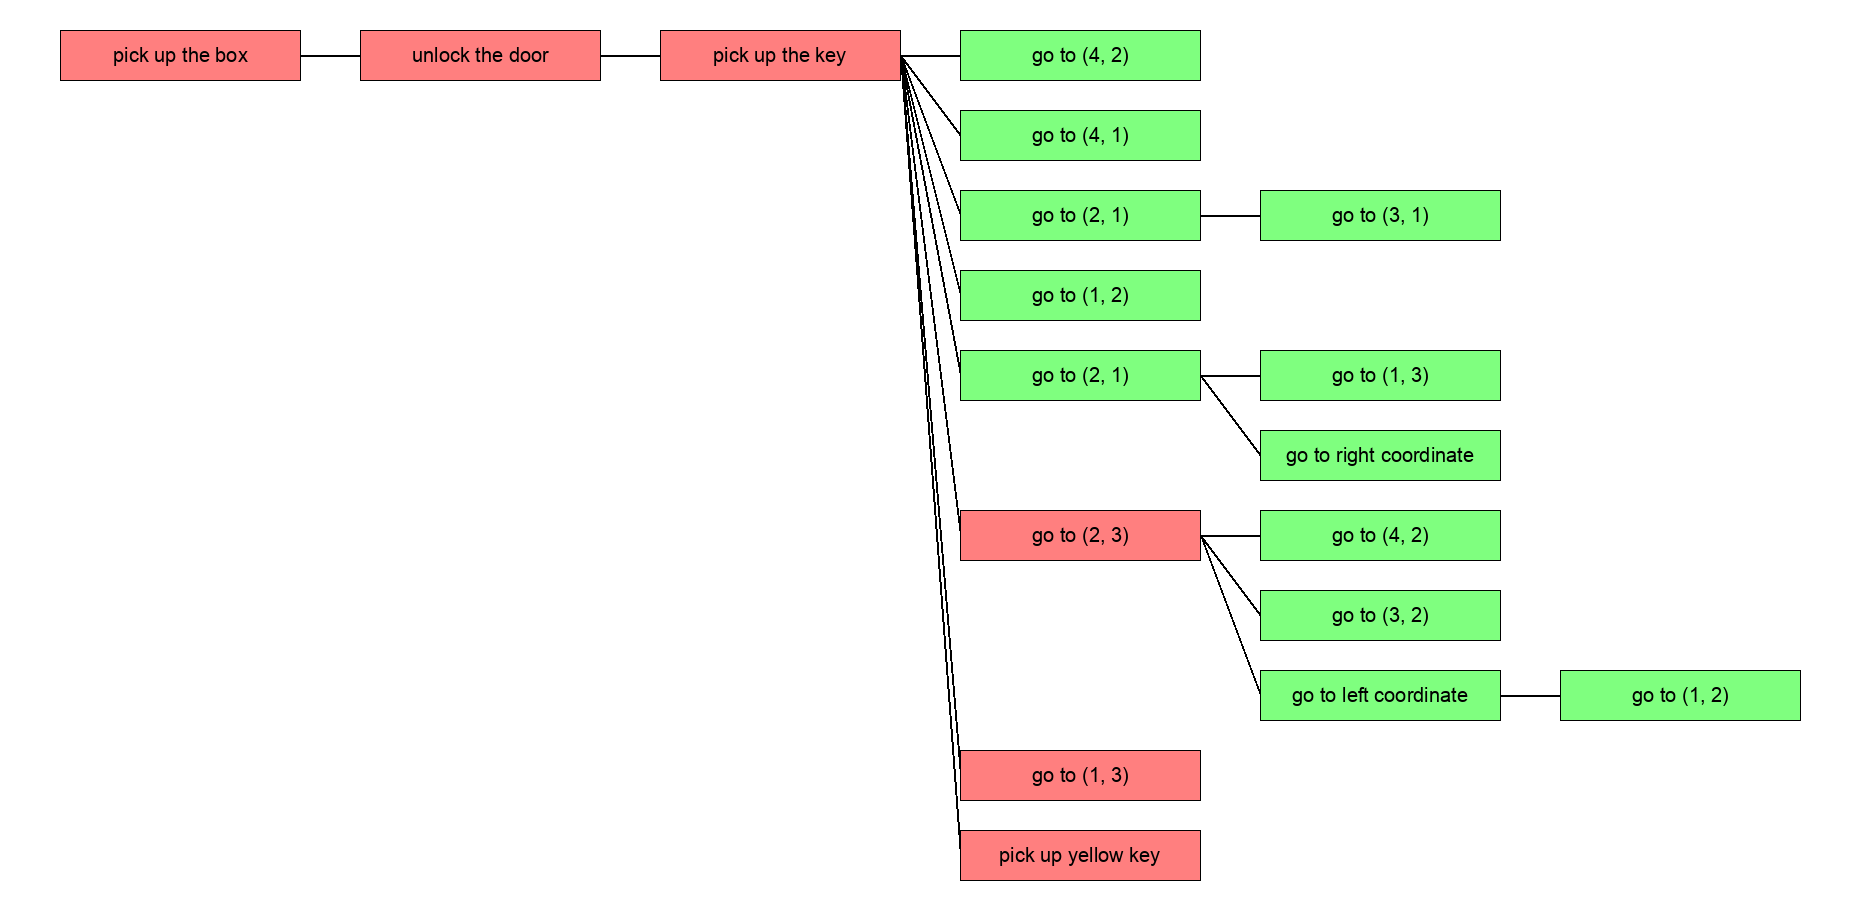 pick up the box
unlock the door
pick up the key
go to (4, 2)
go to (4, 1)
go to (2, 1)
go to (3, 1)
go to (1, 2)
go to (2, 1)
go to (1, 3)
go to right coordinate
go to (2, 3)
go to (4, 2)
go to (3, 2)
go to left coordinate
go to (1, 2)
go to (1, 3)
pick up yellow key